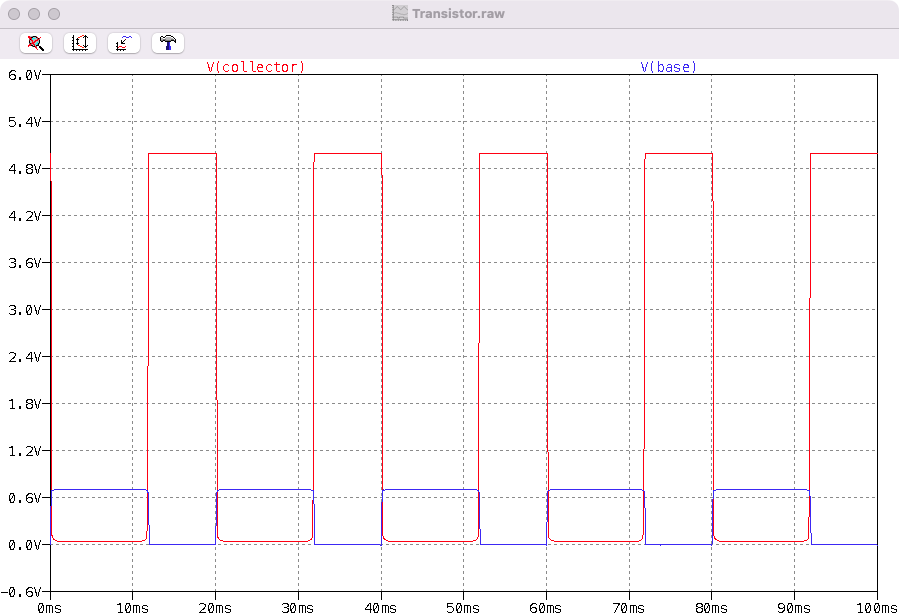 Transistor.raw
V(collector) V(base)
6.0V
5.4V
4.8V
4.2V
3.6V
3.0V
2.4V
1.8V
1.2V
0.6V
0.0V
-0.6V
0ms 10ms 20ms 30ms 40ms 50ms 60ms 70ms 80ms 90ms 100ms